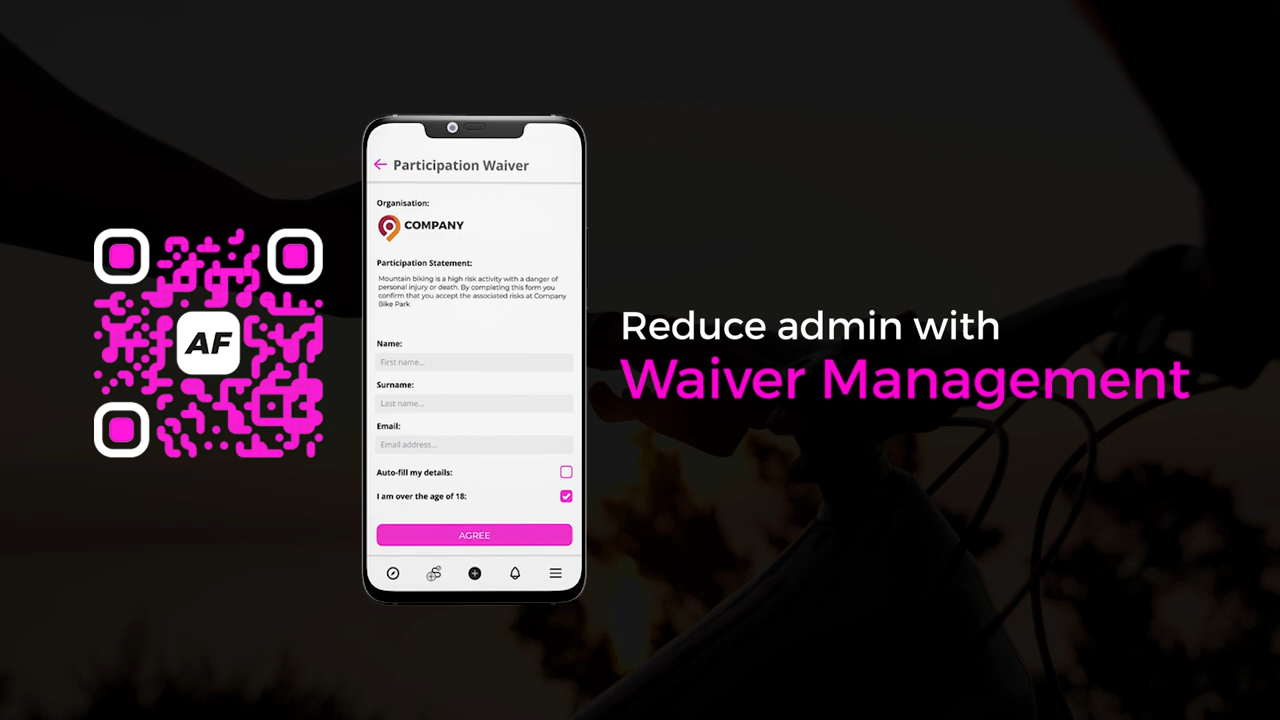 AF
Participation Waiver
Organisation:
COMPANY
Participation Statement:
Mountain biking is a high risk activity with a danger of
personal injury or death. By completing this form you
confirm that you accept the associated risks at Company
Bike Park
Name:
First name...
Surname:
Last name...
Email:
Email address...
Auto-fill my details:
I am over the age of 18:
AGREE
Reduce admin with
Waiver Management